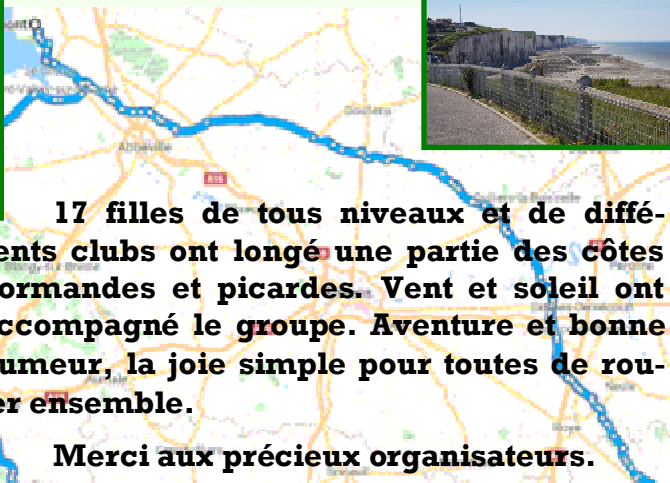 Abbeville
A16
17 filles de tous niveaux et de diffé-
ents clubs ont longé une partie des côtes
ormandes et picardes. Vent et soleil ont
ccompagné le groupe. Aventure et bonne
umeur, la joie simple pour toutes de rou-
er ensemble.
Merci aux précieux organisateurs.